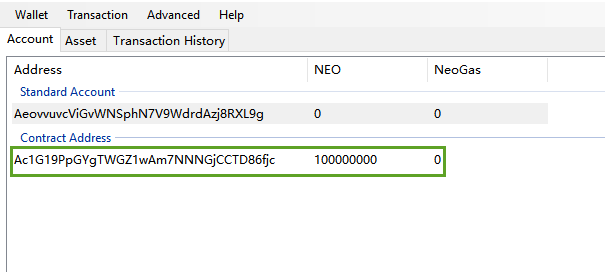 Wallet Transaction Advanced Help
Account Asset Transaction History
Address NEO NeoGas
Standard Account
AeovvuvcViGvWNSphN7V9WdrdAzj8RXL9g 0 0
Contract Address
Ac1G19PpGYgTWGZ1wAm7NNNGjCCTD86fjc 100000000 0